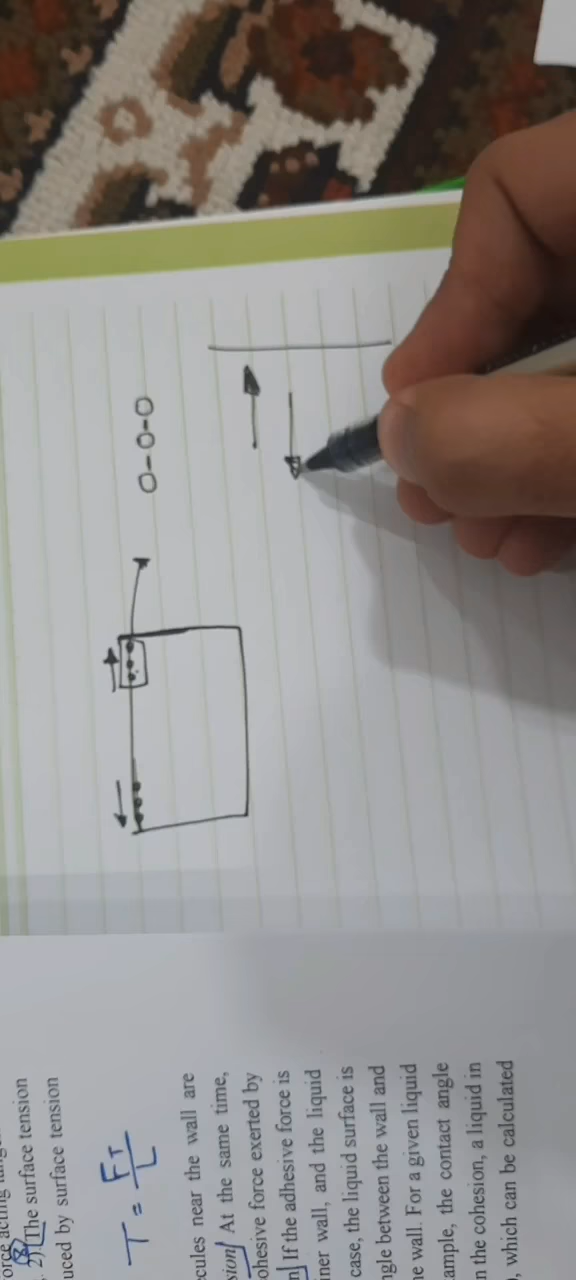 2) The surface tension
uced by surface tension
T = FT/L
cules near the wall are
sion/ At the same time,
ohesive force exerted by
n] If the adhesive force is
ner wall, and the liquid
case, the liquid surface is
ngle between the wall and
e wall. For a given liquid
ample, the contact angle
n the cohesion, a liquid in
, which can be calculated